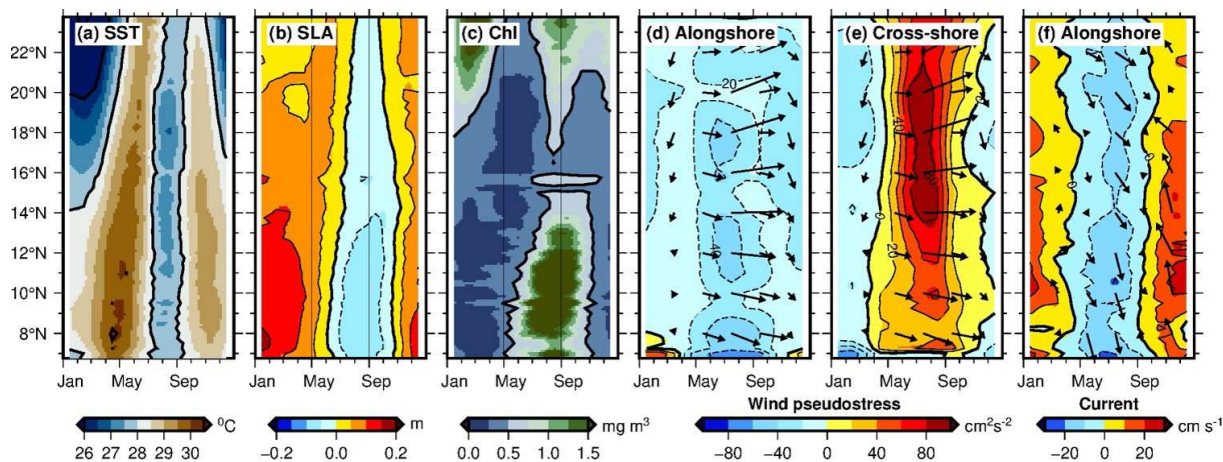 (a) SST (b) SLA (c) Chl (d) Alongshore (e) Cross-shore (f) Alongshore
22°N
20°N
18°N
16°N
14°N
12°N
10°N
8°N
20
40
40
0
20
0
0
Jan May Sep Jan May Sep Jan May Sep Jan May Sep Jan May Sep Jan May Sep
Wind pseudostress Current
26 27 28 29 30 °C
−0.2 0.0 0.2 m
0.0 0.5 1.0 1.5 mg m³
−80 −40 0 40 80 cm²s⁻²
−20 0 20 cm s⁻¹